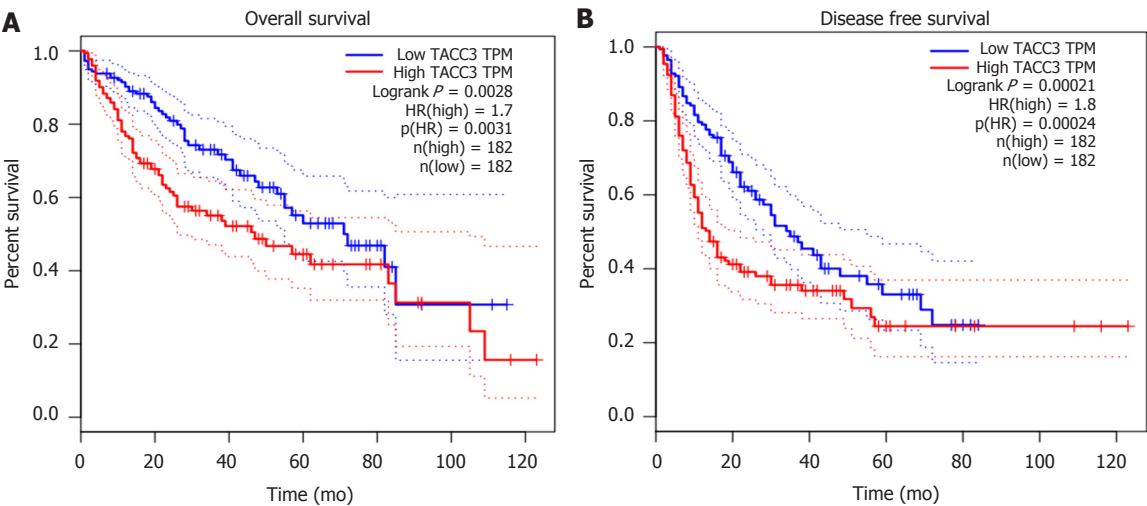 A
Overall survival
Low TACC3 TPM
High TACC3 TPM
Logrank P = 0.0028
HR(high) = 1.7
p(HR) = 0.0031
n(high) = 182
n(low) = 182
Percent survival
1.0
0.8
0.6
0.4
0.2
0.0
0 20 40 60 80 100 120
Time (mo)
B
Disease free survival
Low TACC3 TPM
High TACC3 TPM
Logrank P = 0.00021
HR(high) = 1.8
p(HR) = 0.00024
n(high) = 182
n(low) = 182
Percent survival
1.0
0.8
0.6
0.4
0.2
0.0
0 20 40 60 80 100 120
Time (mo)